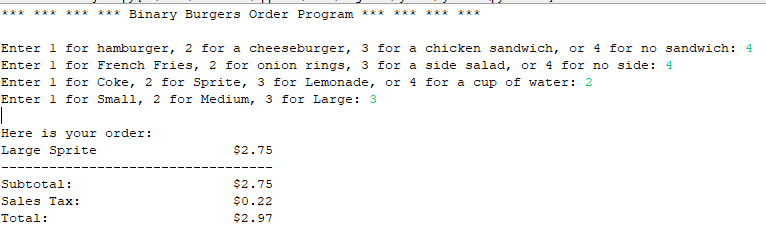 *** *** *** *** Binary Burgers Order Program *** *** *** ***
Enter 1 for hamburger, 2 for a cheeseburger, 3 for a chicken sandwich, or 4 for no sandwich: 4
Enter 1 for French Fries, 2 for onion rings, 3 for a side salad, or 4 for no side: 4
Enter 1 for Coke, 2 for Sprite, 3 for Lemonade, or 4 for a cup of water: 2
Enter 1 for Small, 2 for Medium, 3 for Large: 3
Here is your order:
Large Sprite $2.75
-----------------------------------
Subtotal: $2.75
Sales Tax: $0.22
Total: $2.97